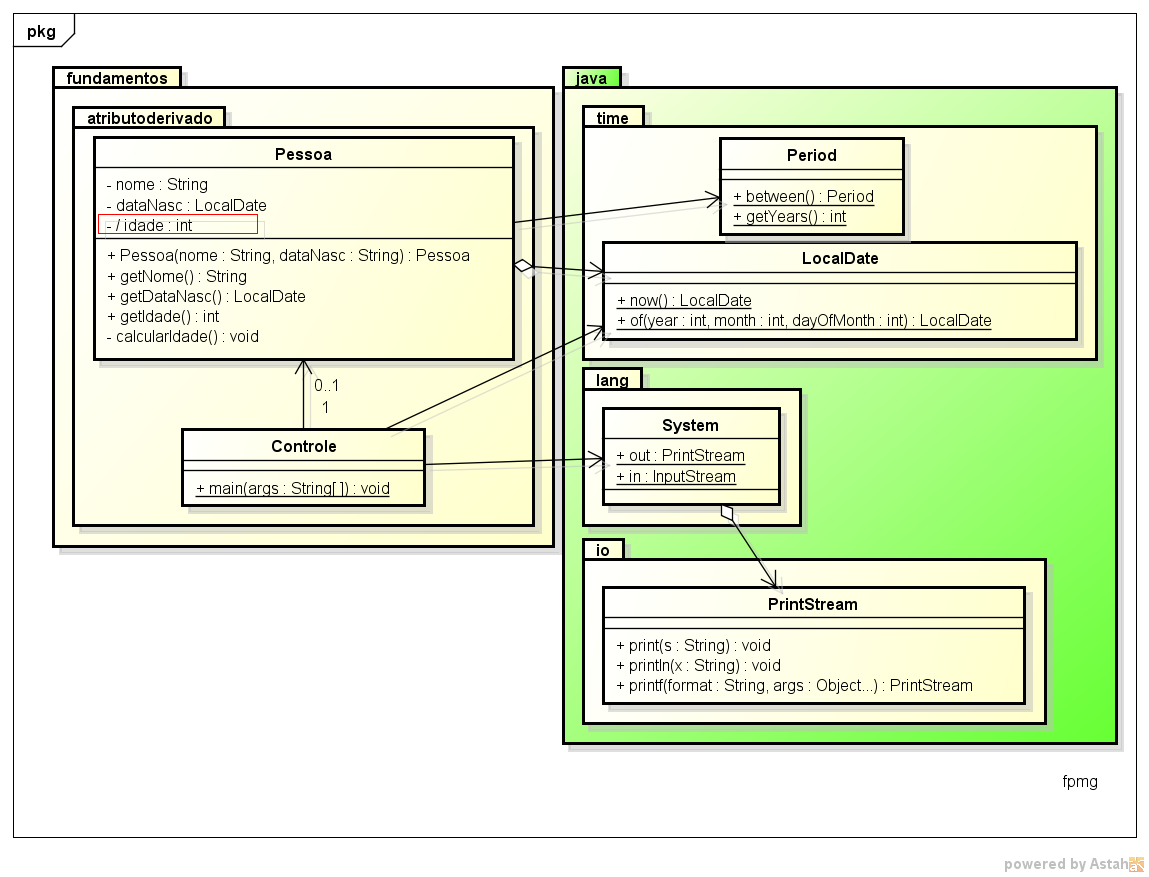 pkg
fundamentos
atributoderivado
Pessoa
- nome : String
- dataNasc : LocalDate
- / idade : int
+ Pessoa(nome : String, dataNasc : String) : Pessoa
+ getNome() : String
+ getDataNasc() : LocalDate
+ getIdade() : int
- calcularIdade() : void
0..1
1
Controle
+ main(args : String[ ]) : void
java
time
Period
+ between() : Period
+ getYears() : int
LocalDate
+ now() : LocalDate
+ of(year : int, month : int, dayOfMonth : int) : LocalDate
lang
System
+ out : PrintStream
+ in : InputStream
io
PrintStream
+ print(s : String) : void
+ println(x : String) : void
+ printf(format : String, args : Object...) : PrintStream
fpmg
powered by Astah